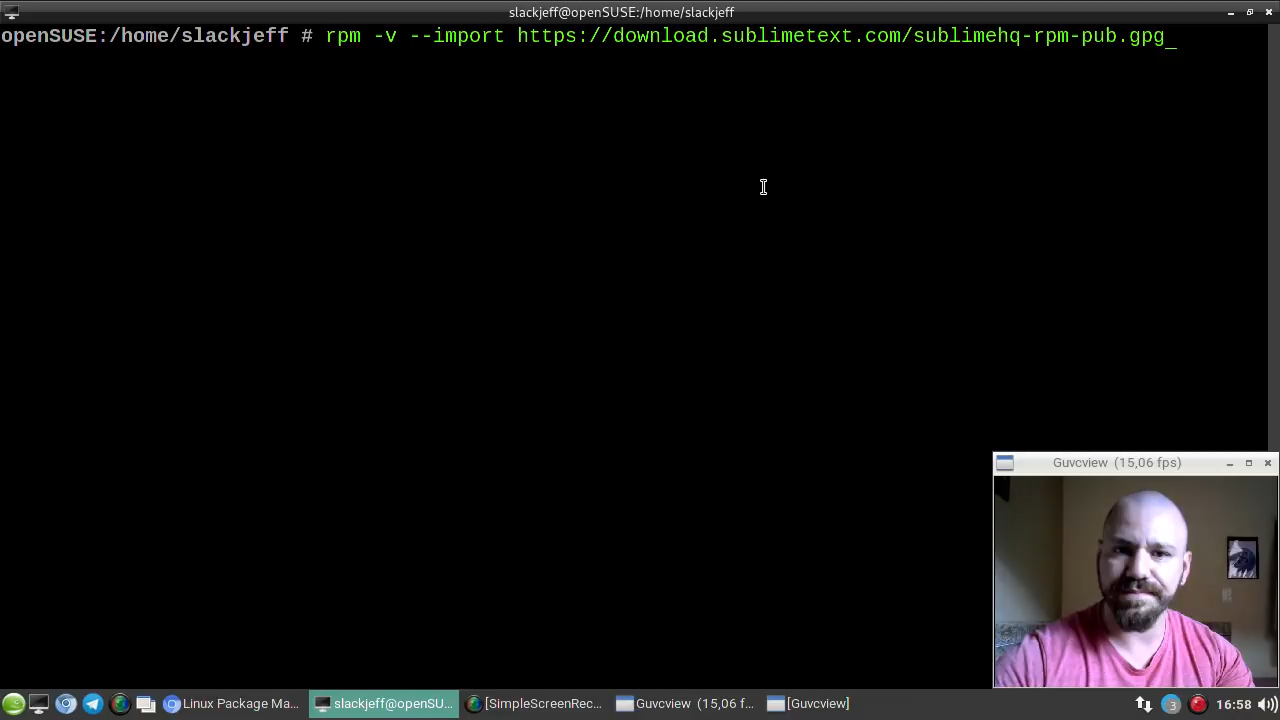 slackjeff@openSUSE:/home/slackjeff
openSUSE:/home/slackjeff # rpm -v --import https://download.sublimetext.com/sublimehq-rpm-pub.gpg_
Guvcview (15,06 fps)
Linux Package Ma...
slackjeff@openSU...
[SimpleScreenRec...
Guvcview (15,06 f...
[Guvcview]
3
16:58